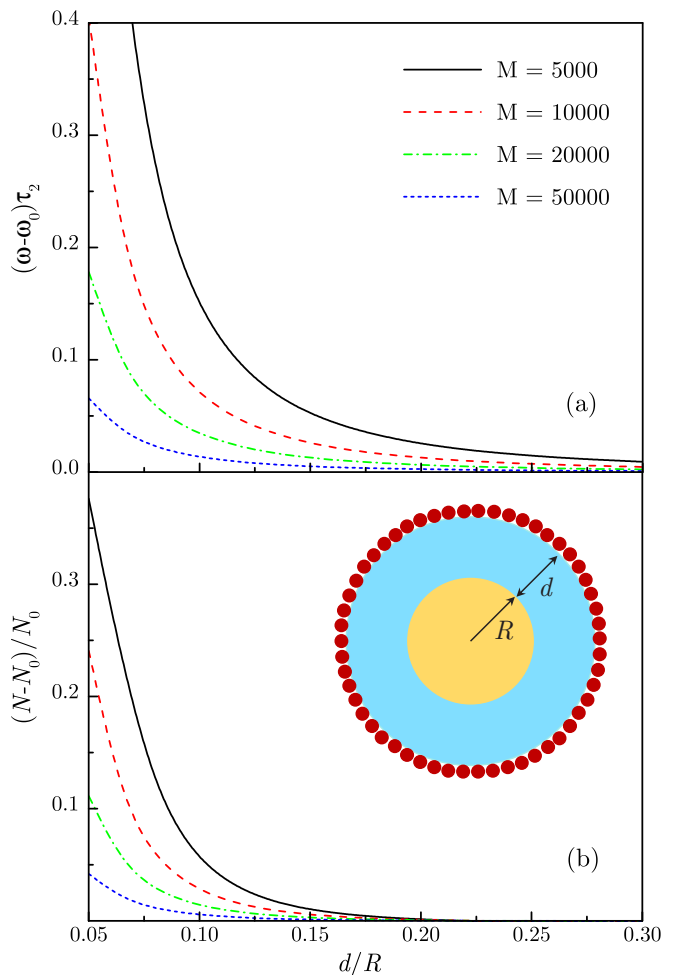 0.4
M = 5000
M = 10000
0.3
M = 20000
M = 50000
(ω-ω₀)τ₂
0.2
0.1
(a)
0.0
0.3
d
R
(N-N₀)/N₀
0.2
0.1
(b)
0.05 0.10 0.15 0.20 0.25 0.30
d/R